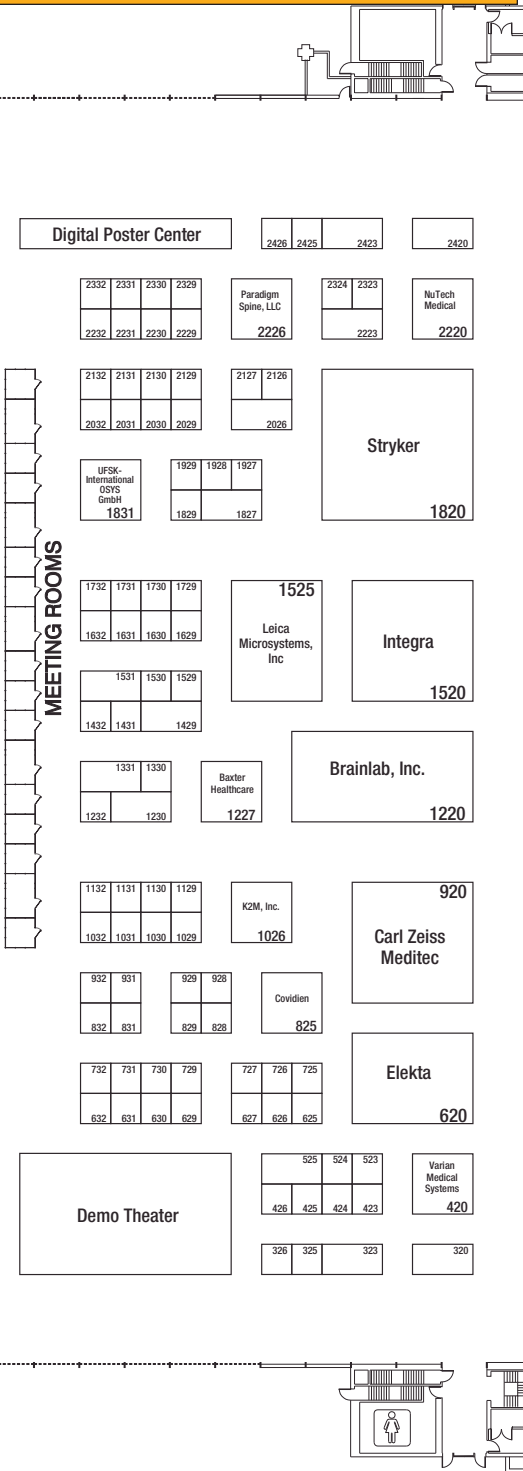 Digital Poster Center
2426 2425 2423 2420
2332 2331 2330 2329
2232 2231 2230 2229
Paradigm
Spine, LLC
2226
2324 2323
2223
NuTech
Medical
2220
2132 2131 2130 2129
2032 2031 2030 2029
2127 2126
2026
Stryker
1820
UFSK-
International
OSYS
GmbH
1831
1929 1928 1927
1829 1827
MEETING ROOMS
1732 1731 1730 1729
1632 1631 1630 1629
1525
Leica
Microsystems,
Inc
Integra
1520
1531 1530 1529
1432 1431 1429
1331 1330
1232 1230
Baxter
Healthcare
1227
Brainlab, Inc.
1220
1132 1131 1130 1129
1032 1031 1030 1029
K2M, Inc.
1026
920
Carl Zeiss
Meditec
932 931
832 831
929 928
829 828
Covidien
825
732 731 730 729
632 631 630 629
727 726 725
627 626 625
Elekta
620
Demo Theater
525 524 523
426 425 424 423
Varian
Medical
Systems
420
326 325 323 320